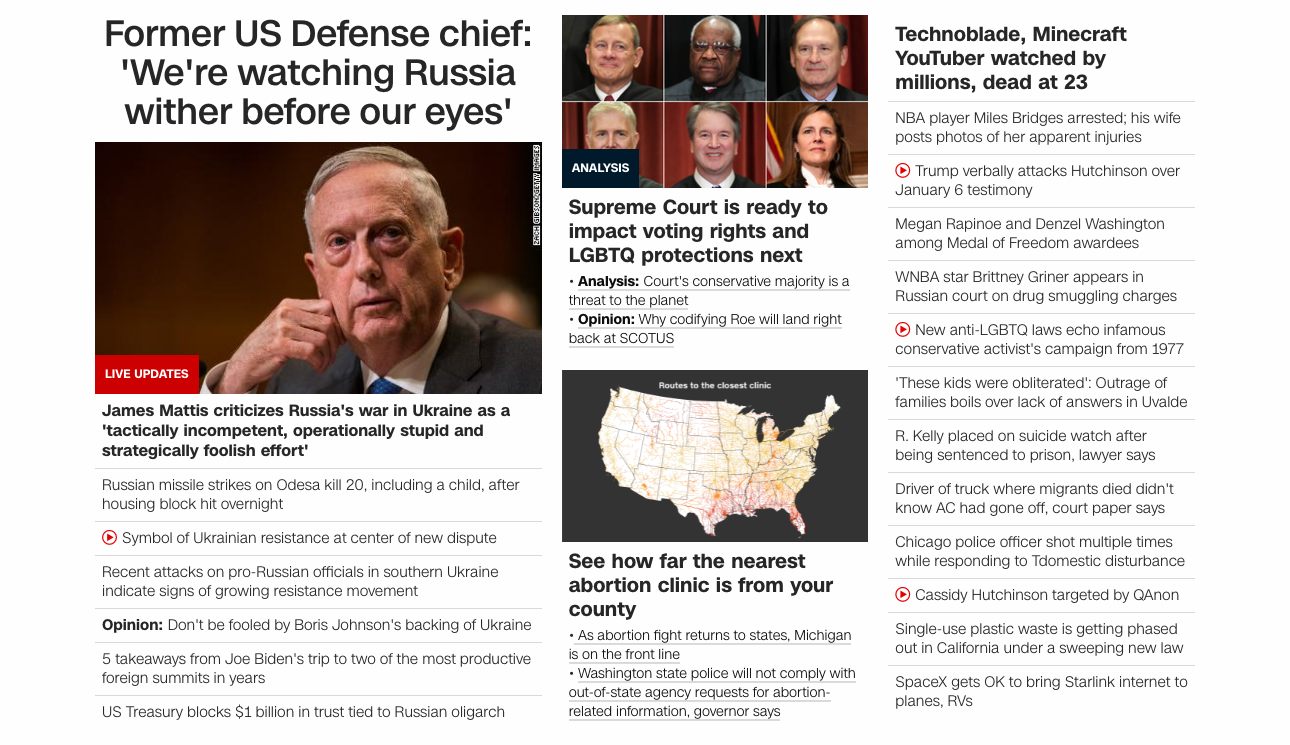 Former US Defense chief:
'We're watching Russia
wither before our eyes'
ZACH GIBSON/GETTY IMAGES
LIVE UPDATES
James Mattis criticizes Russia's war in Ukraine as a
'tactically incompetent, operationally stupid and
strategically foolish effort'
Russian missile strikes on Odesa kill 20, including a child, after
housing block hit overnight
Symbol of Ukrainian resistance at center of new dispute
Recent attacks on pro-Russian officials in southern Ukraine
indicate signs of growing resistance movement
Opinion: Don't be fooled by Boris Johnson's backing of Ukraine
5 takeaways from Joe Biden's trip to two of the most productive
foreign summits in years
US Treasury blocks $1 billion in trust tied to Russian oligarch
ANALYSIS
Supreme Court is ready to
impact voting rights and
LGBTQ protections next
• Analysis: Court's conservative majority is a
threat to the planet
• Opinion: Why codifying Roe will land right
back at SCOTUS
Routes to the closest clinic
See how far the nearest
abortion clinic is from your
county
• As abortion fight returns to states, Michigan
is on the front line
• Washington state police will not comply with
out-of-state agency requests for abortion-
related information, governor says
Technoblade, Minecraft
YouTuber watched by
millions, dead at 23
NBA player Miles Bridges arrested; his wife
posts photos of her apparent injuries
Trump verbally attacks Hutchinson over
January 6 testimony
Megan Rapinoe and Denzel Washington
among Medal of Freedom awardees
WNBA star Brittney Griner appears in
Russian court on drug smuggling charges
New anti-LGBTQ laws echo infamous
conservative activist's campaign from 1977
'These kids were obliterated': Outrage of
families boils over lack of answers in Uvalde
R. Kelly placed on suicide watch after
being sentenced to prison, lawyer says
Driver of truck where migrants died didn't
know AC had gone off, court paper says
Chicago police officer shot multiple times
while responding to Tdomestic disturbance
Cassidy Hutchinson targeted by QAnon
Single-use plastic waste is getting phased
out in California under a sweeping new law
SpaceX gets OK to bring Starlink internet to
planes, RVs